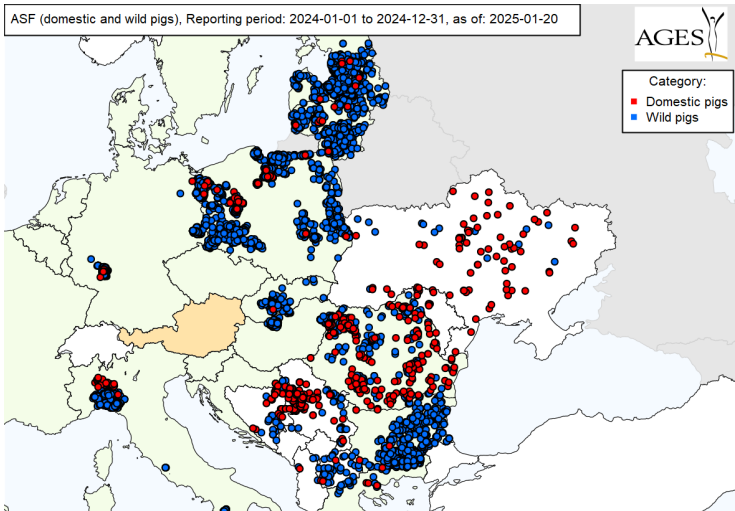 ASF (domestic and wild pigs), Reporting period: 2024-01-01 to 2024-12-31, as of: 2025-01-20
AGES
Category:
Domestic pigs
Wild pigs